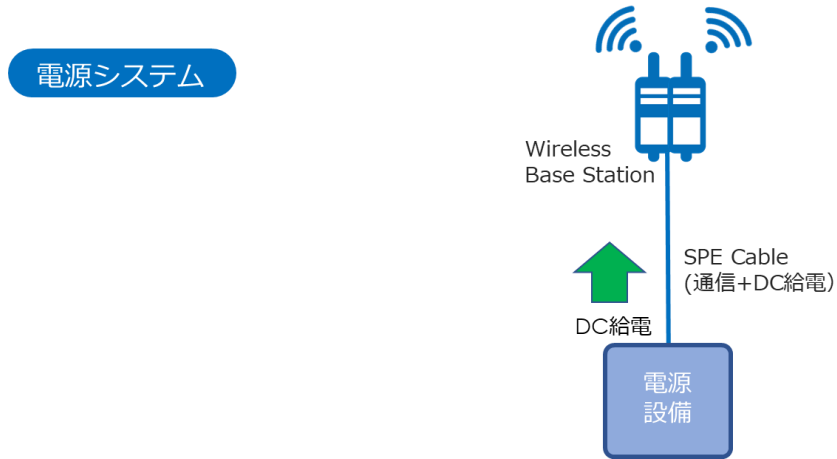 電源システム
Wireless
Base Station
SPE Cable
(通信+DC給電)
DC給電
電源
設備